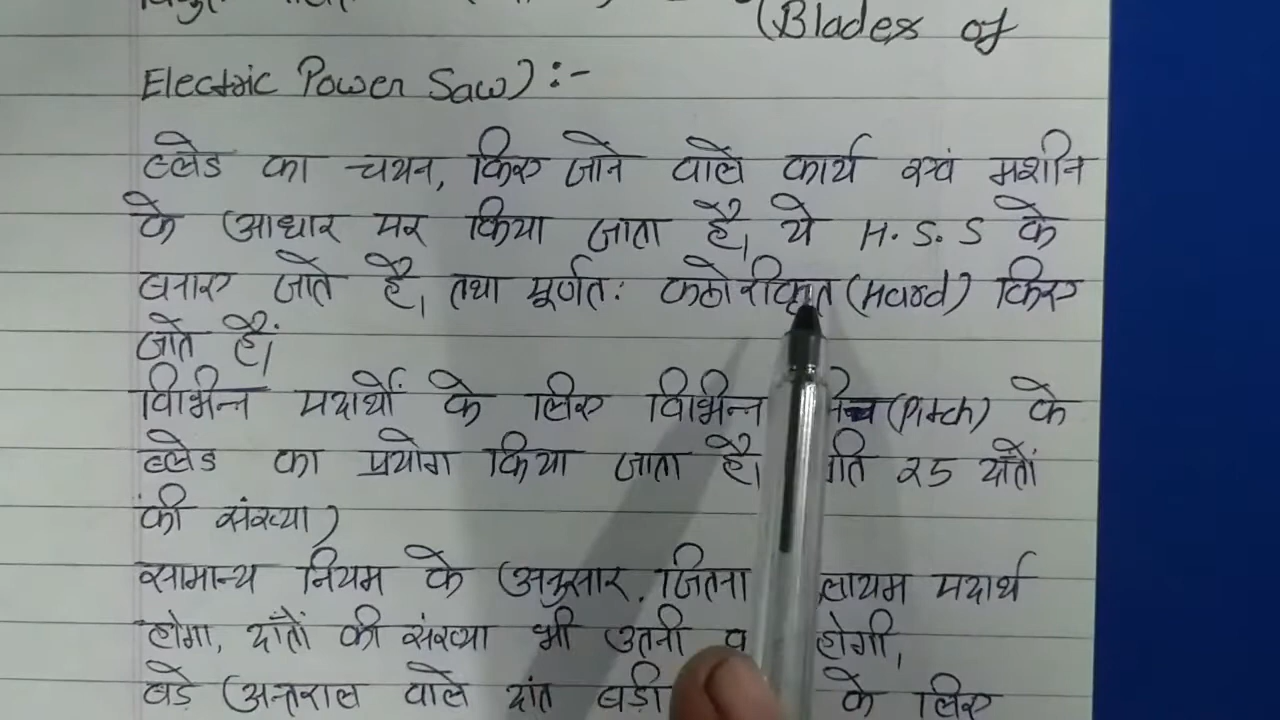 (Blades of
Electric Power Saw) :-
ब्लेड का चयन, किए जाने वाले कार्य एवं मशीन
के आधार पर किया जाता है। ये H.S.S के
बनाए जाते है। तथा पूर्णत: कठोरीकृत (Hard) किए
जाते हैं।
विभिन्न पदार्थों के लिए विभिन्न (Pitch) के
ब्लेड का प्रयोग किया जाता है। 25 दाँतों
की संख्या)
सामान्य नियम के अनुसार, जितना पदार्थ
होगा, दाँतों की संख्या भी उतनी होगी,
बड़े अन्तराल वाले दांत बड़ी के लिए